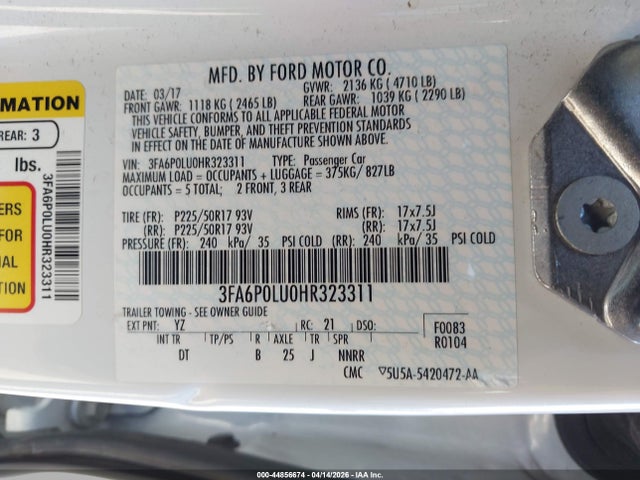 MFD. BY FORD MOTOR CO.
DATE: 03/17 GVWR: 2136 KG ( 4710 LB)
FRONT GAWR: 1118 KG ( 2465 LB) REAR GAWR: 1039 KG ( 2290 LB)
THIS VEHICLE CONFORMS TO ALL APPLICABLE FEDERAL MOTOR
VEHICLE SAFETY, BUMPER, AND THEFT PREVENTION STANDARDS
IN EFFECT ON THE DATE OF MANUFACTURE SHOWN ABOVE.
VIN: 3FA6P0LU0HR323311 TYPE: Passenger Car
MAXIMUM LOAD = OCCUPANTS + LUGGAGE = 375KG/ 827LB
OCCUPANTS = 5 TOTAL; 2 FRONT, 3 REAR
TIRE (FR): P225/50R17 93V RIMS (FR): 17x7.5J
(RR): P225/50R17 93V (RR): 17x7.5J
PRESSURE (FR): 240 kPa/ 35 PSI COLD (RR): 240 kPa/ 35 PSI COLD
3FA6P0LU0HR323311
TRAILER TOWING - SEE OWNER GUIDE
EXT PNT: YZ RC: 21 DSO: F0083
R0104
INT TR TP/PS R AXLE TR SPR
DT B 25 J NNRR
CMC ▽5U5A-5420472-AA
RMATION
REAR: 3
lbs.
ERS
FOR
N
3FA6P0LU0HR323311
000-44856674 | 04/14/2026 | IAA INC.